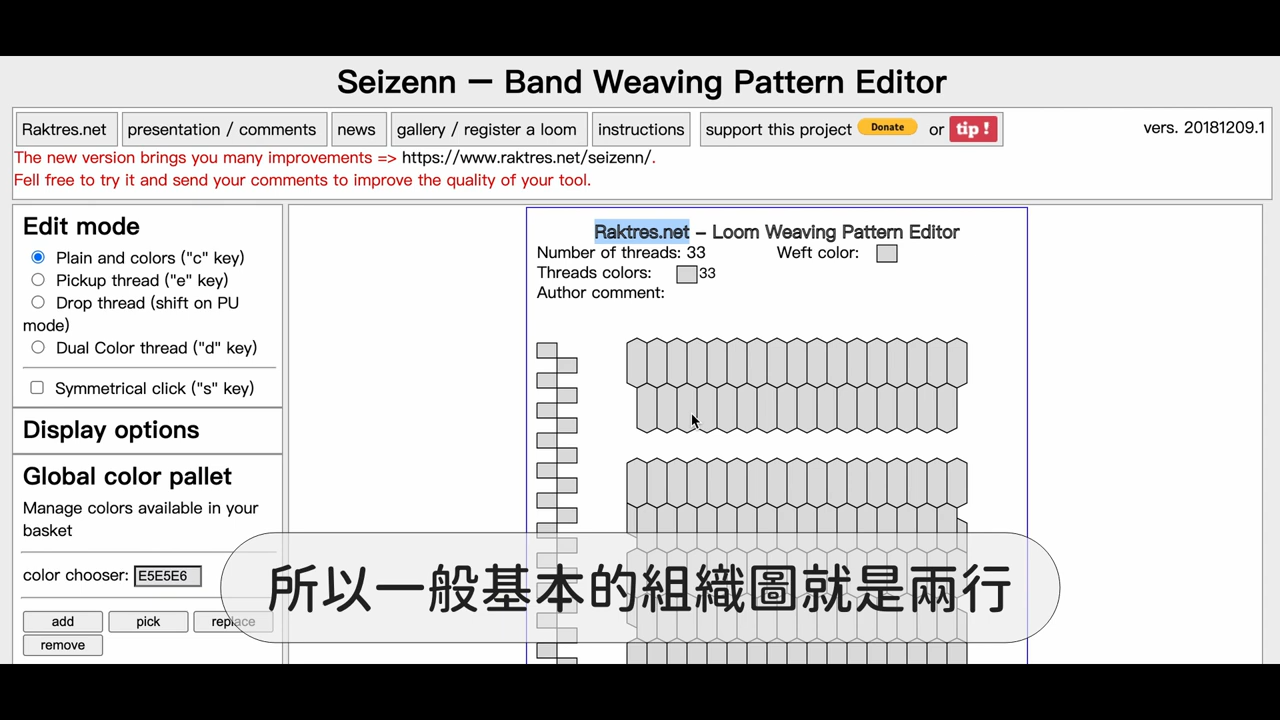 Seizenn — Band Weaving Pattern Editor
Raktres.net presentation / comments news gallery / register a loom instructions support this project Donate or tip ! vers. 20181209.1
The new version brings you many improvements => https://www.raktres.net/seizenn/.
Fell free to try it and send your comments to improve the quality of your tool.
Edit mode
Plain and colors ("c" key)
Pickup thread ("e" key)
Drop thread (shift on PU
mode)
Dual Color thread ("d" key)
Symmetrical click ("s" key)
Display options
Global color pallet
Manage colors available in your
basket
color chooser: E5E5E6
add pick replace
remove
Raktres.net – Loom Weaving Pattern Editor
Number of threads: 33 Weft color:
Threads colors: 33
Author comment:
所以一般基本的組織圖就是兩行